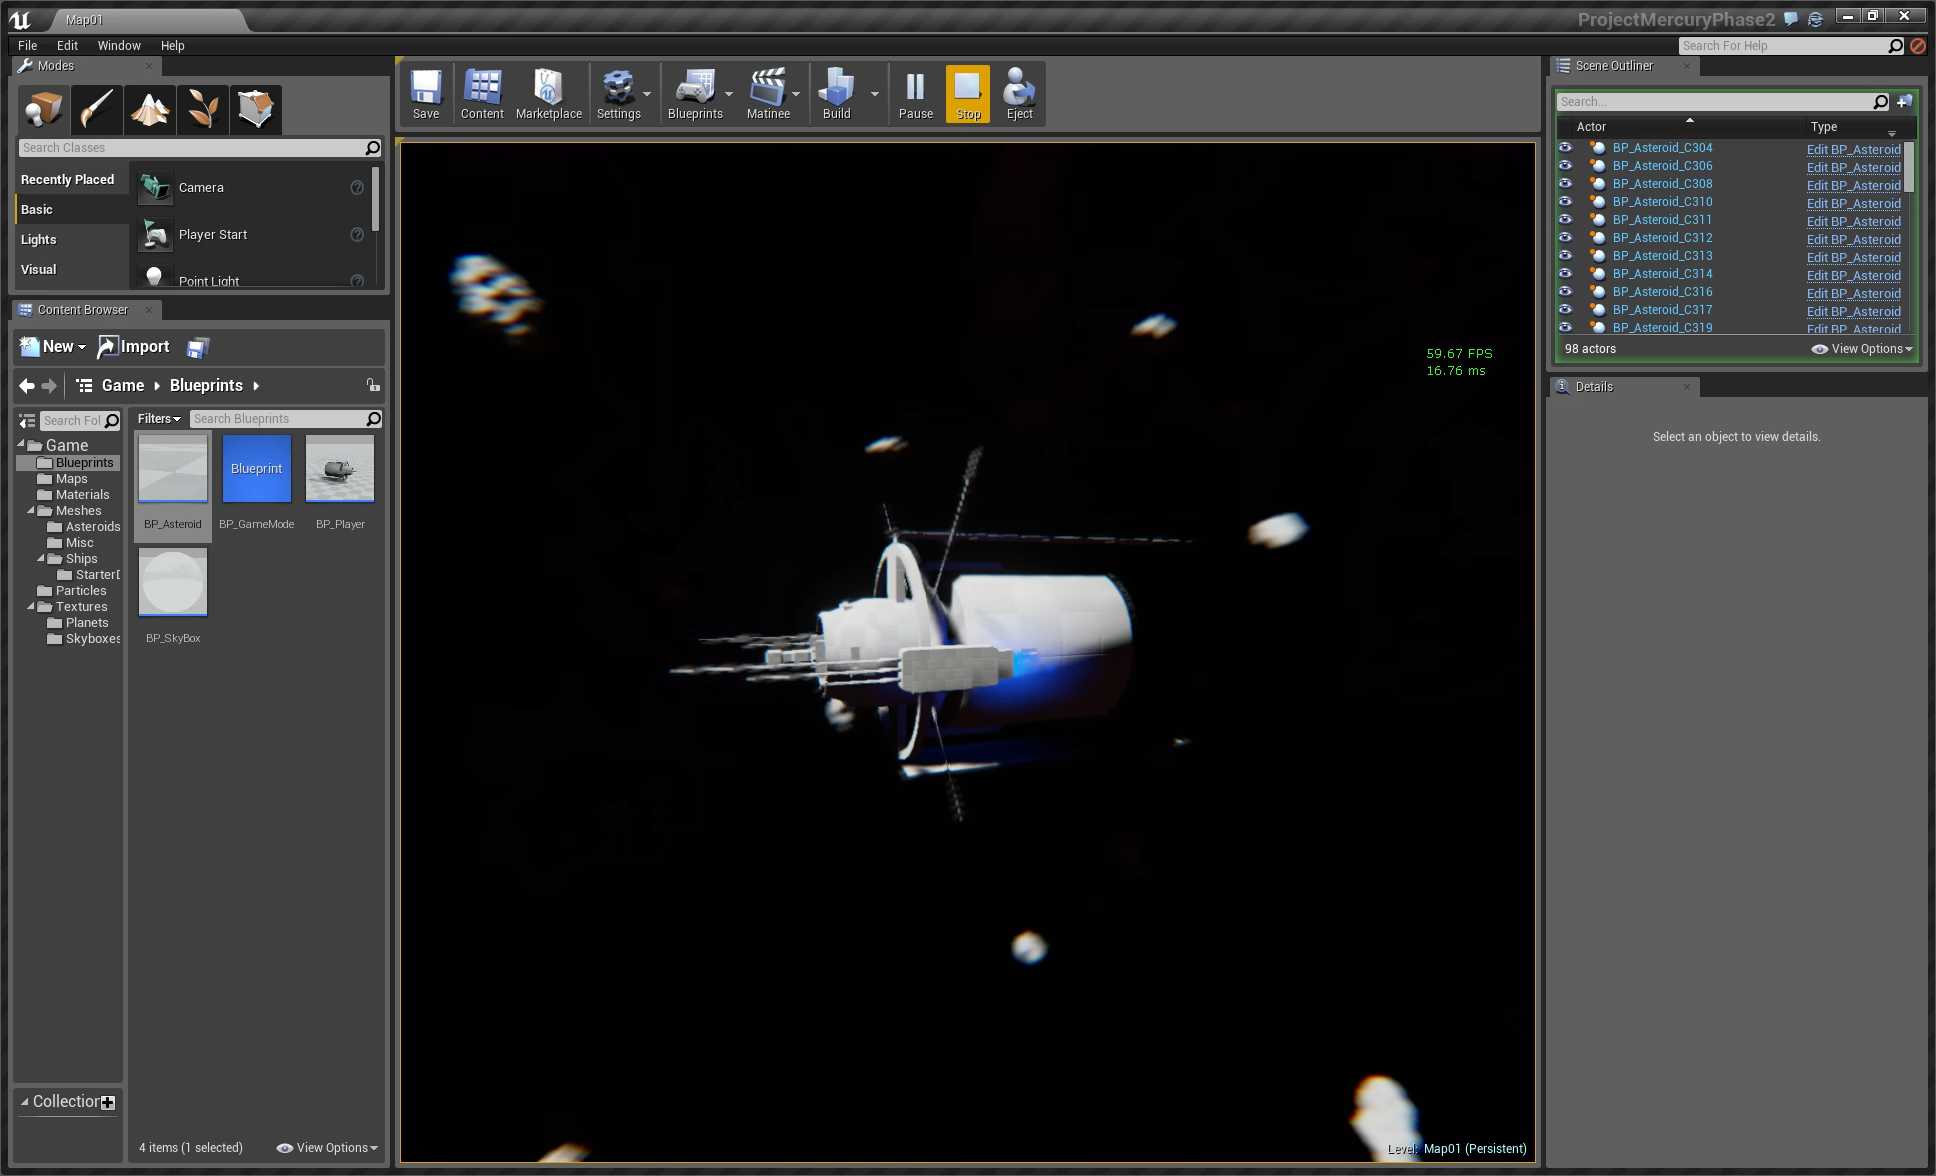 Map01
ProjectMercuryPhase2
File Edit Window Help
Search For Help
Modes
Search Classes
Recently Placed
Basic
Lights
Visual
Camera
Player Start
Point Light
Content Browser
New Import
Game Blueprints
Search Fol
Filters Search Blueprints
Game
Blueprints
Maps
Materials
Meshes
Asteroids
Misc
Ships
Starter
Particles
Textures
Planets
Skyboxes
Blueprint
BP_Asteroid BP_GameMode BP_Player
BP_SkyBox
Collection
4 items (1 selected) View Options
Save Content Marketplace Settings Blueprints Matinee Build Pause Stop Eject
59.67 FPS
16.76 ms
Level: Map01 (Persistent)
Scene Outliner
Search...
Actor Type
BP_Asteroid_C304 Edit BP_Asteroid
BP_Asteroid_C306 Edit BP_Asteroid
BP_Asteroid_C308 Edit BP_Asteroid
BP_Asteroid_C310 Edit BP_Asteroid
BP_Asteroid_C311 Edit BP_Asteroid
BP_Asteroid_C312 Edit BP_Asteroid
BP_Asteroid_C313 Edit BP_Asteroid
BP_Asteroid_C314 Edit BP_Asteroid
BP_Asteroid_C316 Edit BP_Asteroid
BP_Asteroid_C317 Edit BP_Asteroid
BP_Asteroid_C319 Edit BP_Asteroid
98 actors View Options
Details
Select an object to view details.